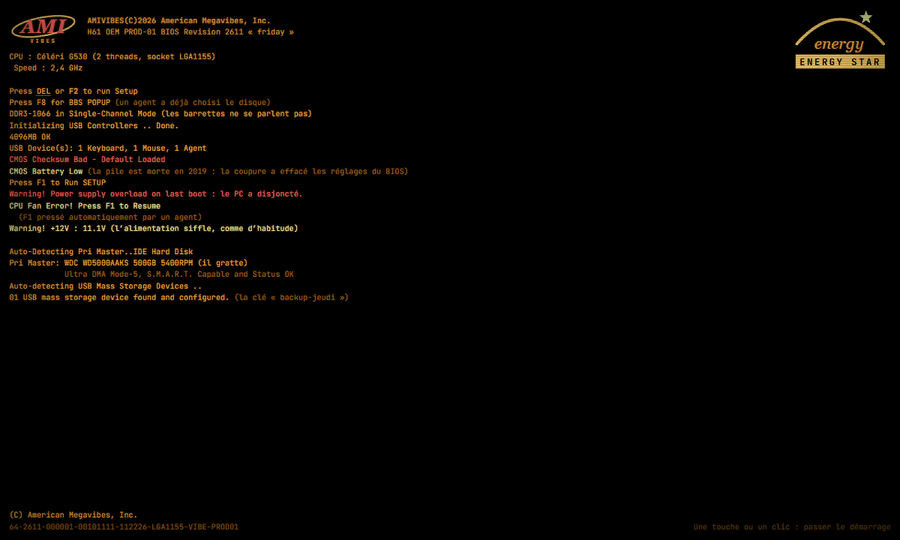 AMI
VIBES
AMIVIBES(C)2026 American Megavibes, Inc.
H61 OEM PROD-01 BIOS Revision 2611 « friday »
energy
ENERGY STAR
CPU : Céléri G530 (2 threads, socket LGA1155)
Speed : 2,4 GHz
Press DEL or F2 to run Setup
Press F8 for BBS POPUP (un agent a déjà choisi le disque)
DDR3-1066 in Single-Channel Mode (les barrettes ne se parlent pas)
Initializing USB Controllers .. Done.
4096MB OK
USB Device(s): 1 Keyboard, 1 Mouse, 1 Agent
CMOS Checksum Bad - Default Loaded
CMOS Battery Low (la pile est morte en 2019 : la coupure a effacé les réglages du BIOS)
Press F1 to Run SETUP
Warning! Power supply overload on last boot : le PC a disjoncté.
CPU Fan Error! Press F1 to Resume
(F1 pressé automatiquement par un agent)
Warning! +12V : 11.1V (l’alimentation siffle, comme d’habitude)
Auto-Detecting Pri Master..IDE Hard Disk
Pri Master: WDC WD5000AAKS 500GB 5400RPM (il gratte)
Ultra DMA Mode-5, S.M.A.R.T. Capable and Status OK
Auto-detecting USB Mass Storage Devices ..
01 USB mass storage device found and configured. (la clé « backup-jeudi »)
(C) American Megavibes, Inc.
64-2611-000001-00101111-112226-LGA1155-VIBE-PROD01
Une touche ou un clic : passer le démarrage